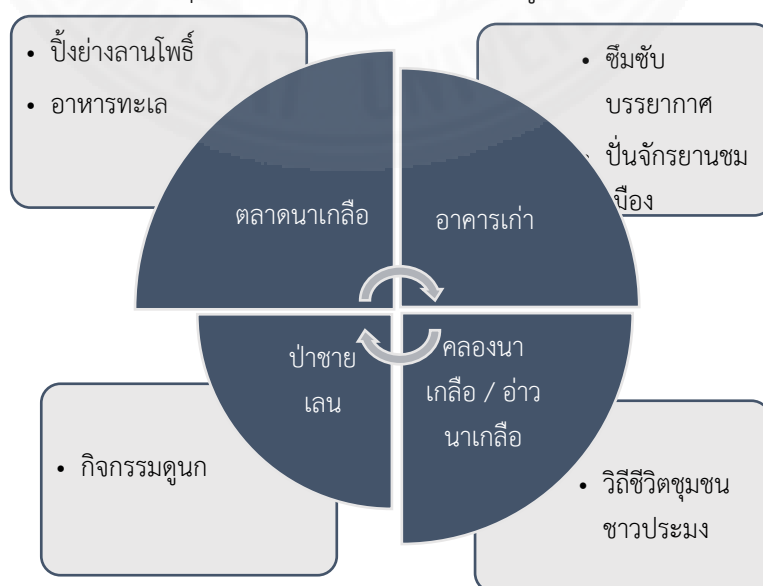 • ปิ้งย่างลานโพธิ์
• อาหารทะเล
• ซึมซับ
บรรยากาศ
ปั่นจักรยานชม
ตลาดนาเกลือ
อาคารเก่า
ป่าชาย
เลน
คลองนา
เกลือ / อ่าว
นาเกลือ
• กิจกรรมดูนก
• วิถีชีวิตชุมชน
ชาวประมง